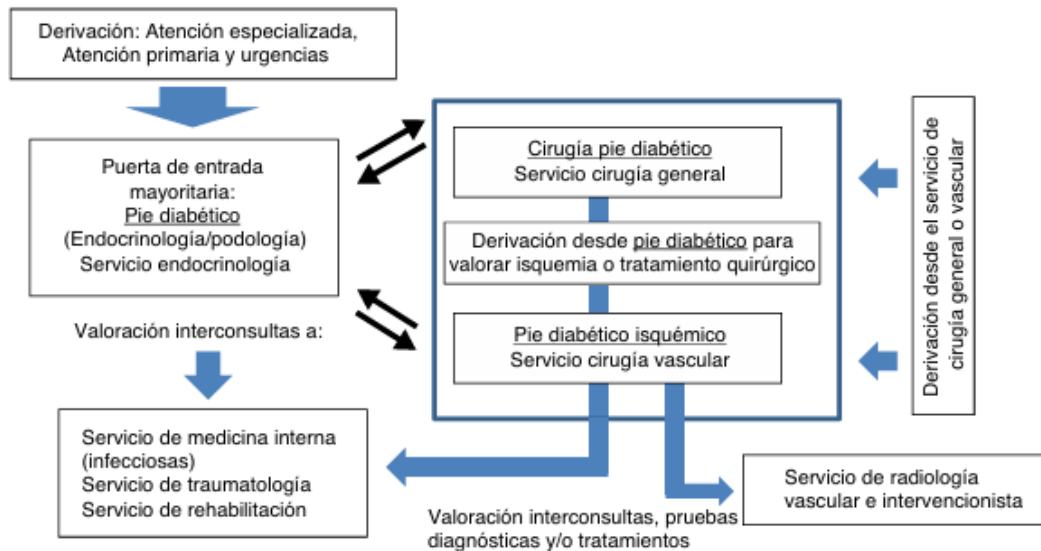 Derivación: Atención especializada,
Atención primaria y urgencias
Puerta de entrada
mayoritaria:
Pie diabético
(Endocrinología/podología)
Servicio endocrinología
Valoración interconsultas a:
Servicio de medicina interna
(infecciosas)
Servicio de traumatología
Servicio de rehabilitación
Cirugía pie diabético
Servicio cirugía general
Derivación desde pie diabético para
valorar isquemia o tratamiento quirúrgico
Pie diabético isquémico
Servicio cirugía vascular
Derivación desde el servicio de
cirugía general o vascular
Servicio de radiología
vascular e intervencionista
Valoración interconsultas, pruebas
diagnósticas y/o tratamientos